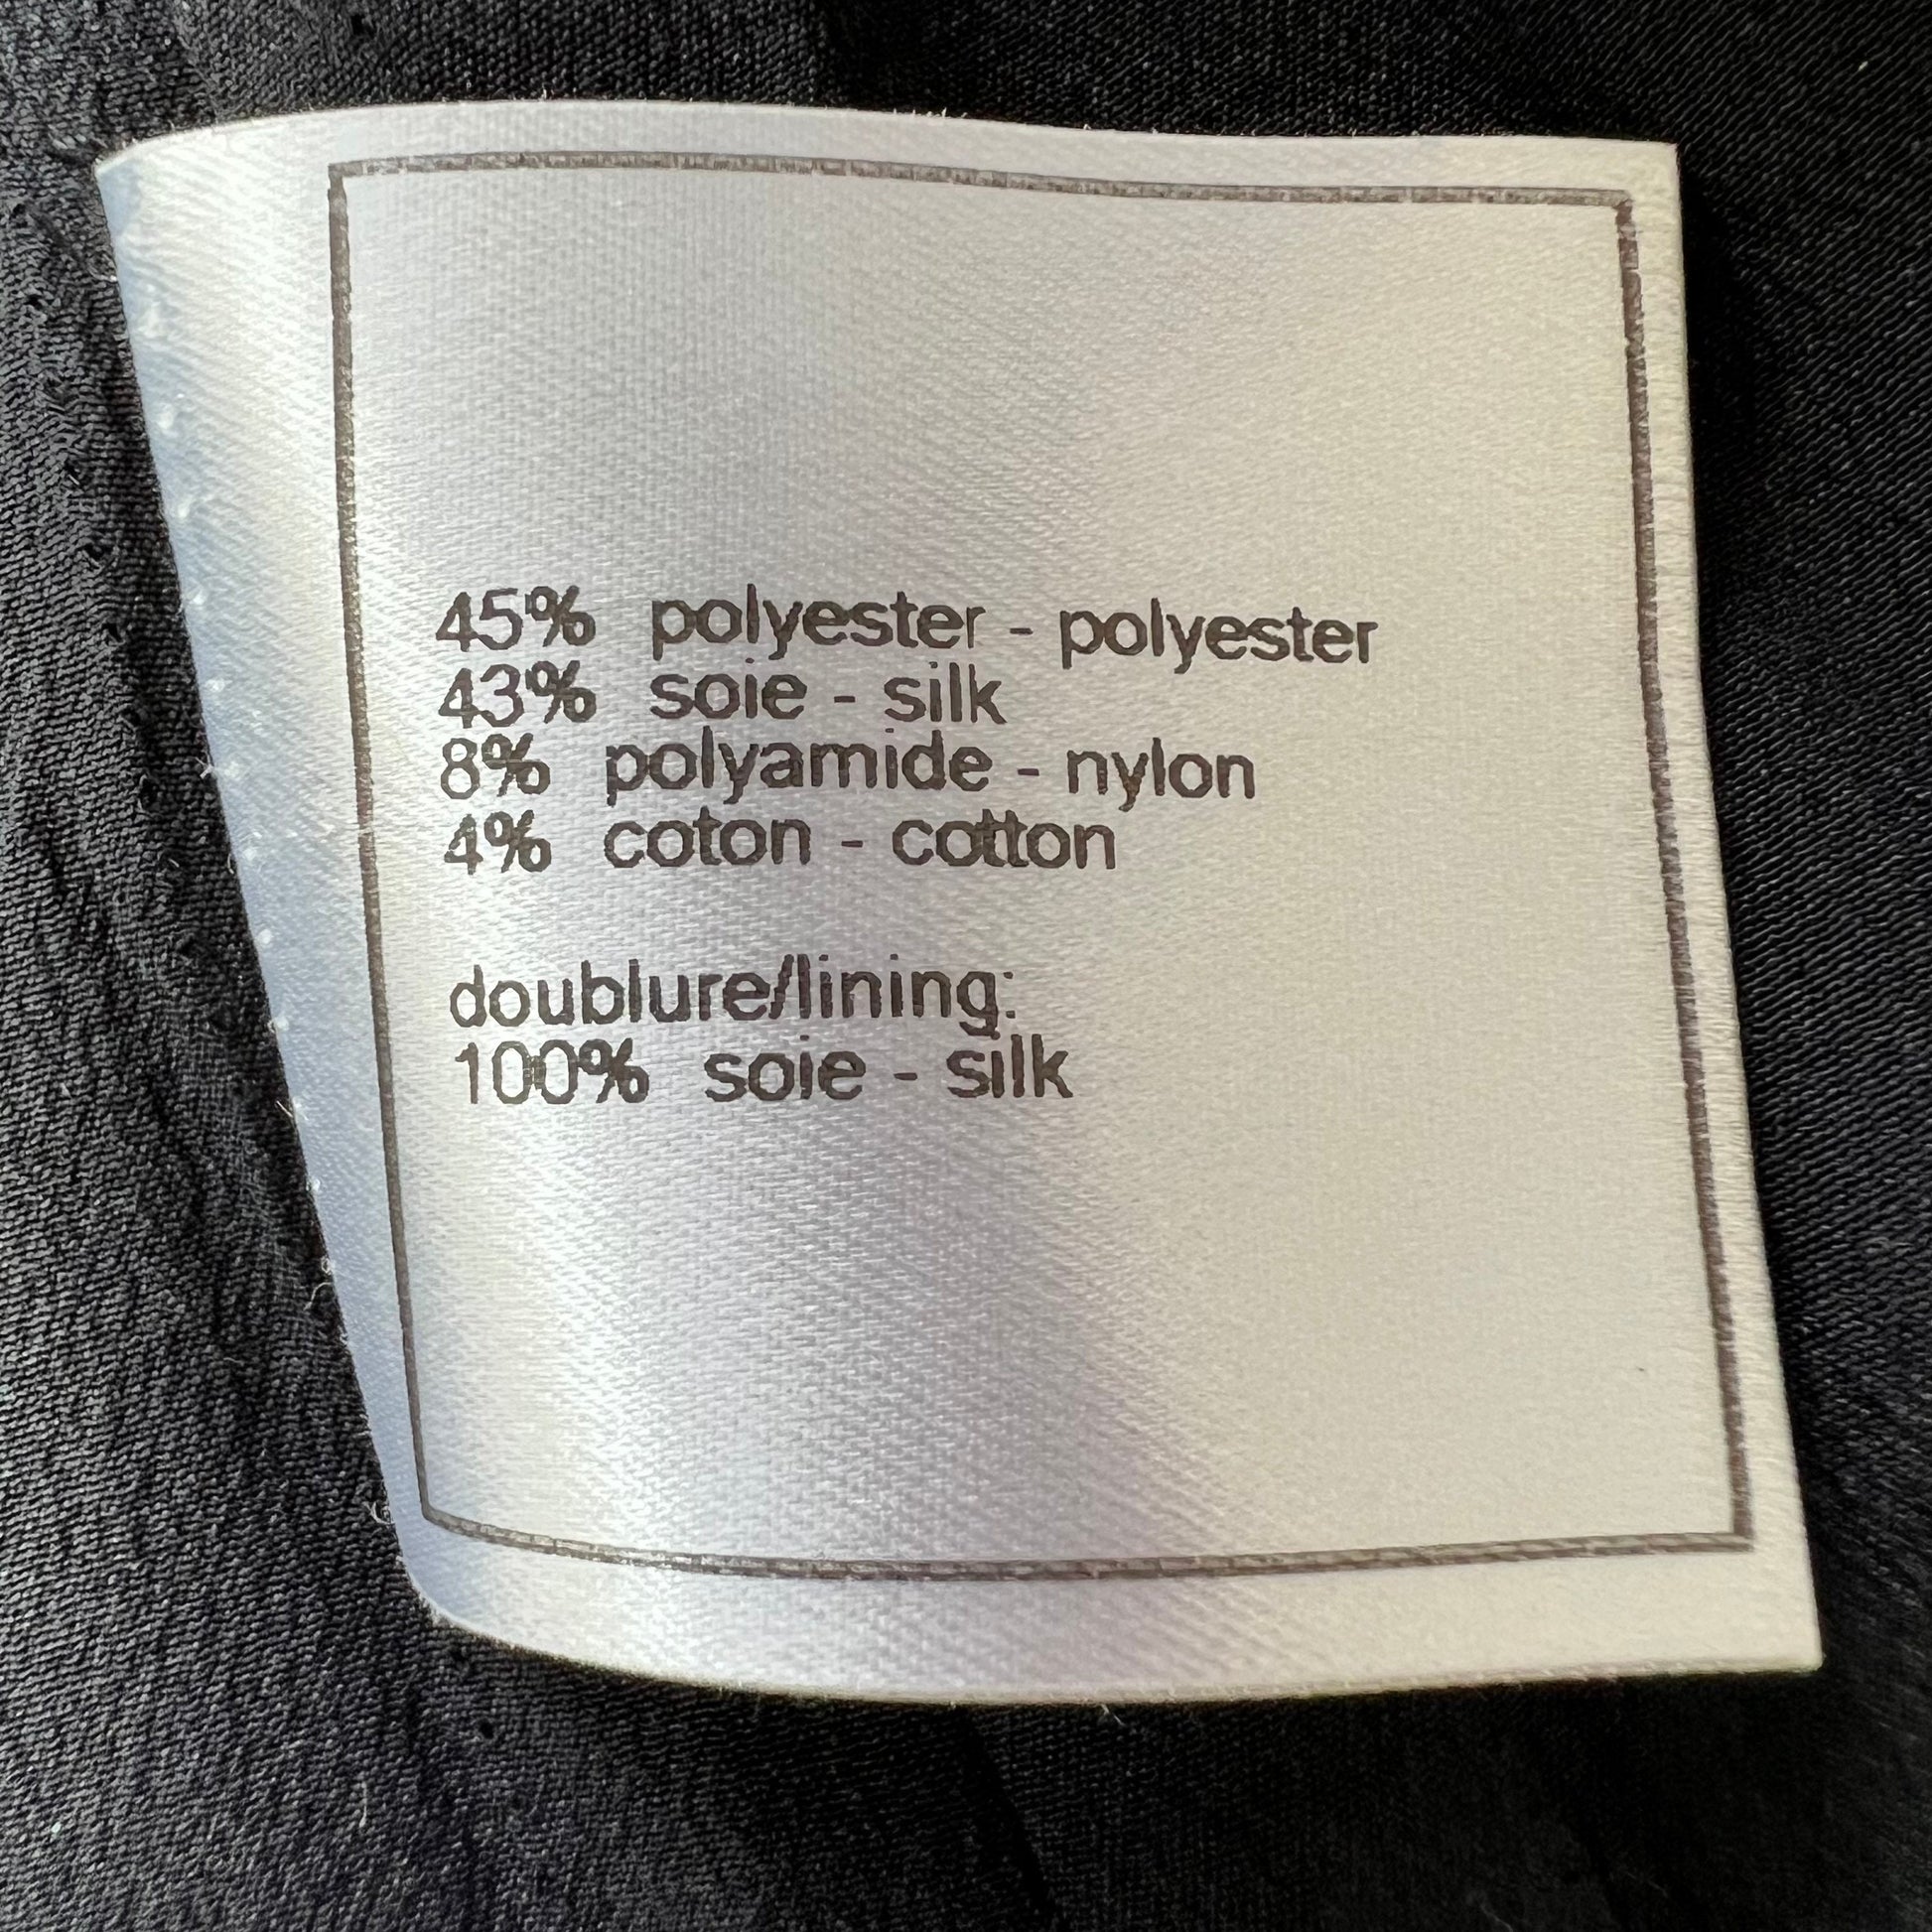 45% polyester - polyester
43% soie - silk
8% polyamide - nylon
4% coton - cotton
doublure/lining:
100% soie - silk